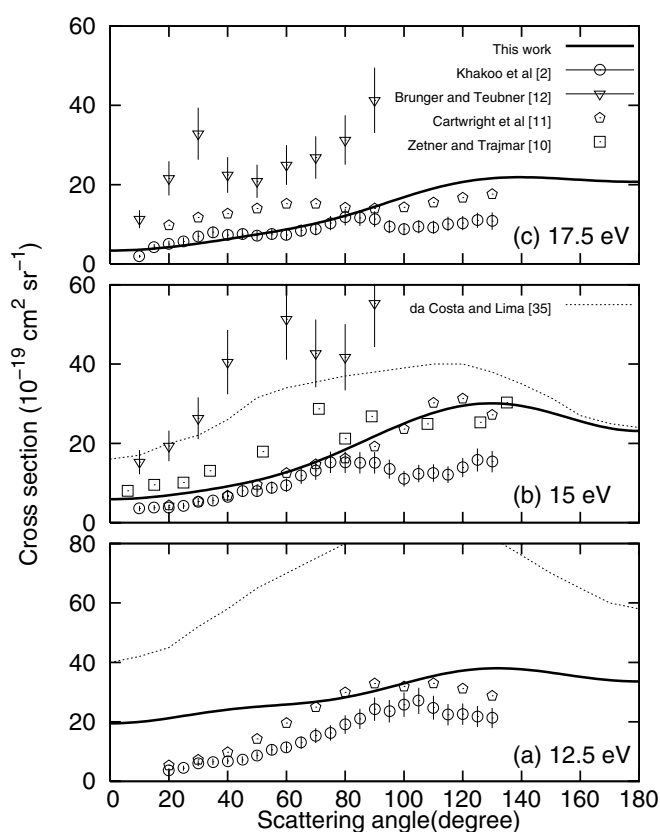 60
40
20
0
This work
Khakoo et al [2]
Brunger and Teubner [12]
Cartwright et al [11]
Zetner and Trajmar [10]
(c) 17.5 eV
60
40
20
0
da Costa and Lima [35]
(b) 15 eV
Cross section (10⁻¹⁹ cm² sr⁻¹)
80
60
40
20
0
(a) 12.5 eV
0 20 40 60 80 100 120 140 160 180
Scattering angle(degree)